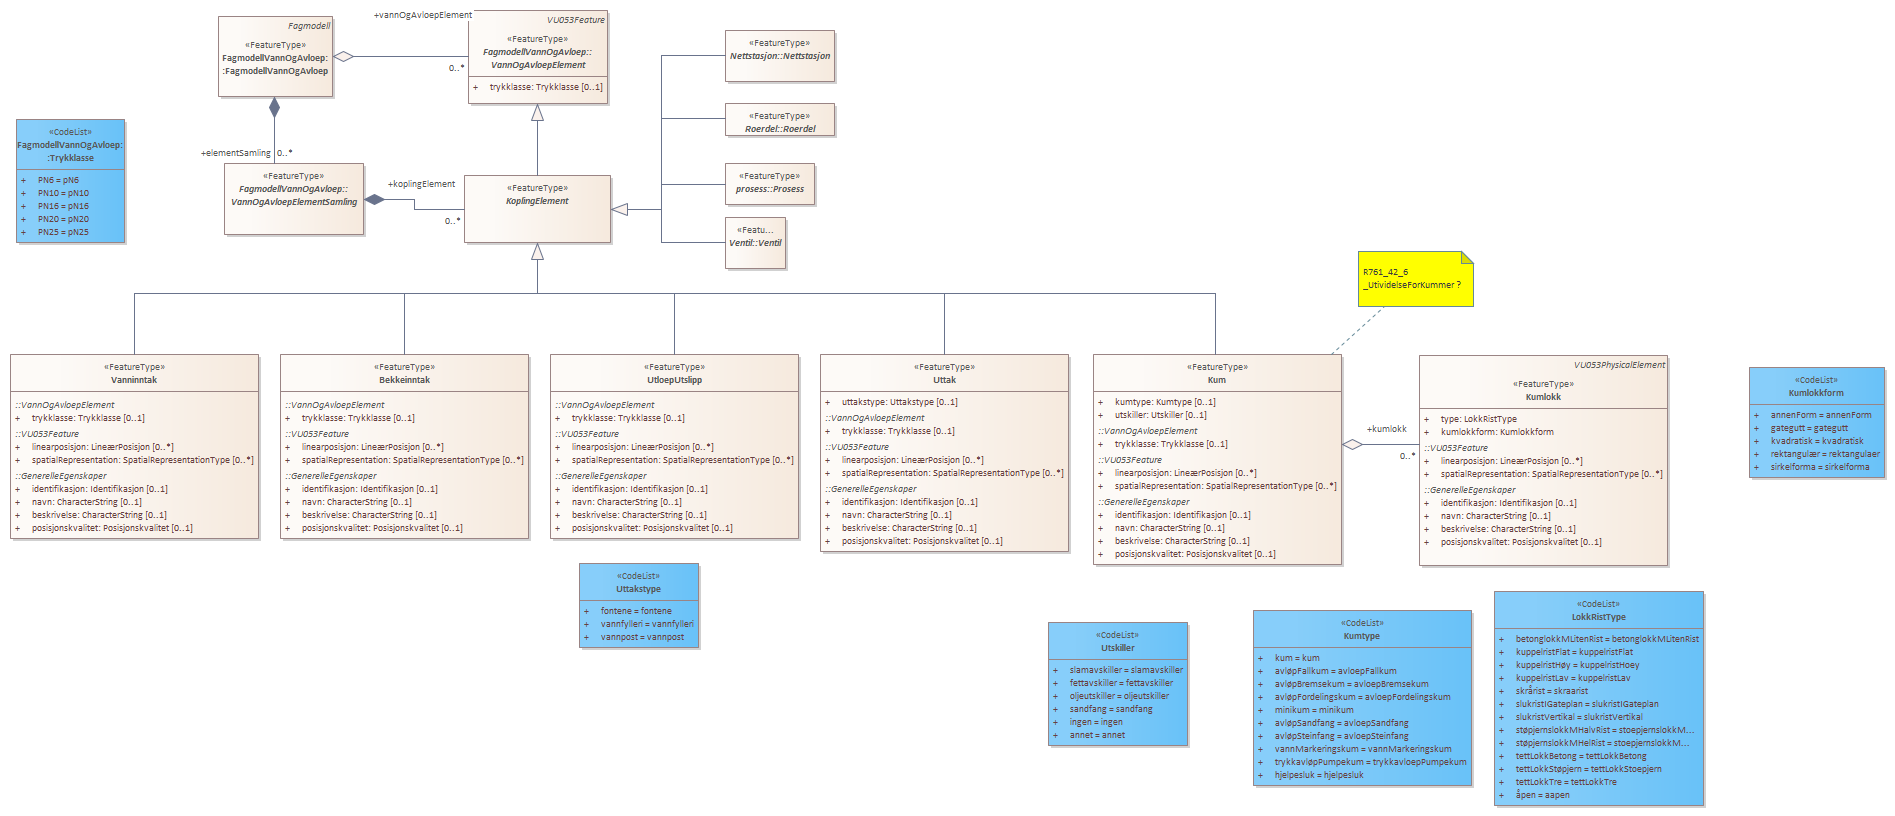 Fagmodell
«FeatureType»
FagmodellVannOgAvloep:
:FagmodellVannOgAvloep
+vannOgAvloepElement
0..*
VU053Feature
«FeatureType»
FagmodellVannOgAvloep::
VannOgAvloepElement
+ trykklasse: Trykklasse [0..1]
«FeatureType»
Nettstasjon::Nettstasjon
«FeatureType»
Roerdel::Roerdel
«FeatureType»
prosess::Prosess
«Featu...
Ventil::Ventil
«CodeList»
FagmodellVannOgAvloep:
:Trykklasse
+ PN6 = pN6
+ PN10 = pN10
+ PN16 = pN16
+ PN20 = pN20
+ PN25 = pN25
+elementSamling
0..*
«FeatureType»
FagmodellVannOgAvloep::
VannOgAvloepElementSamling
+koplingElement
0..*
«FeatureType»
KoplingElement
R761_42_6
_UtividelseForKummer ?
«FeatureType»
Vanninntak
::VannOgAvloepElement
+ trykklasse: Trykklasse [0..1]
::VU053Feature
+ linearposisjon: LineærPosisjon [0..*]
+ spatialRepresentation: SpatialRepresentationType [0..*]
::GenerelleEgenskaper
+ identifikasjon: Identifikasjon [0..1]
+ navn: CharacterString [0..1]
+ beskrivelse: CharacterString [0..1]
+ posisjonskvalitet: Posisjonskvalitet [0..1]
«FeatureType»
Bekkeinntak
::VannOgAvloepElement
+ trykklasse: Trykklasse [0..1]
::VU053Feature
+ linearposisjon: LineærPosisjon [0..*]
+ spatialRepresentation: SpatialRepresentationType [0..*]
::GenerelleEgenskaper
+ identifikasjon: Identifikasjon [0..1]
+ navn: CharacterString [0..1]
+ beskrivelse: CharacterString [0..1]
+ posisjonskvalitet: Posisjonskvalitet [0..1]
«FeatureType»
UtloepUtslipp
::VannOgAvloepElement
+ trykklasse: Trykklasse [0..1]
::VU053Feature
+ linearposisjon: LineærPosisjon [0..*]
+ spatialRepresentation: SpatialRepresentationType [0..*]
::GenerelleEgenskaper
+ identifikasjon: Identifikasjon [0..1]
+ navn: CharacterString [0..1]
+ beskrivelse: CharacterString [0..1]
+ posisjonskvalitet: Posisjonskvalitet [0..1]
«FeatureType»
Uttak
+ uttakstype: Uttakstype [0..1]
::VannOgAvloepElement
+ trykklasse: Trykklasse [0..1]
::VU053Feature
+ linearposisjon: LineærPosisjon [0..*]
+ spatialRepresentation: SpatialRepresentationType [0..*]
::GenerelleEgenskaper
+ identifikasjon: Identifikasjon [0..1]
+ navn: CharacterString [0..1]
+ beskrivelse: CharacterString [0..1]
+ posisjonskvalitet: Posisjonskvalitet [0..1]
«FeatureType»
Kum
+ kumtype: Kumtype [0..1]
+ utskiller: Utskiller [0..1]
::VannOgAvloepElement
+ trykklasse: Trykklasse [0..1]
::VU053Feature
+ linearposisjon: LineærPosisjon [0..*]
+ spatialRepresentation: SpatialRepresentationType [0..*]
::GenerelleEgenskaper
+ identifikasjon: Identifikasjon [0..1]
+ navn: CharacterString [0..1]
+ beskrivelse: CharacterString [0..1]
+ posisjonskvalitet: Posisjonskvalitet [0..1]
+kumlokk
0..*
VU053PhysicalElement
«FeatureType»
Kumlokk
+ type: LokkRistType
+ kumlokkform: Kumlokkform
::VU053Feature
+ linearposisjon: LineærPosisjon [0..*]
+ spatialRepresentation: SpatialRepresentationType [0..*]
::GenerelleEgenskaper
+ identifikasjon: Identifikasjon [0..1]
+ navn: CharacterString [0..1]
+ beskrivelse: CharacterString [0..1]
+ posisjonskvalitet: Posisjonskvalitet [0..1]
«CodeList»
Kumlokkform
+ annenForm = annenForm
+ gategutt = gategutt
+ kvadratisk = kvadratisk
+ rektangulær = rektangulaer
+ sirkelforma = sirkelforma
«CodeList»
Uttakstype
+ fontene = fontene
+ vannfylleri = vannfylleri
+ vannpost = vannpost
«CodeList»
Utskiller
+ slamavskiller = slamavskiller
+ fettavskiller = fettavskiller
+ oljeutskiller = oljeutskiller
+ sandfang = sandfang
+ ingen = ingen
+ annet = annet
«CodeList»
Kumtype
+ kum = kum
+ avløpFallkum = avloepFallkum
+ avløpBremsekum = avloepBremsekum
+ avløpFordelingskum = avloepFordelingskum
+ minikum = minikum
+ avløpSandfang = avloepSandfang
+ avløpSteinfang = avloepSteinfang
+ vannMarkeringskum = vannMarkeringskum
+ trykkavløpPumpekum = trykkavloepPumpekum
+ hjelpesluk = hjelpesluk
«CodeList»
LokkRistType
+ betonglokkMLitenRist = betonglokkMLitenRist
+ kuppelristFlat = kuppelristFlat
+ kuppelristHøy = kuppelristHoey
+ kuppelristLav = kuppelristLav
+ skrårist = skraarist
+ slukristIGateplan = slukristIGateplan
+ slukristVertikal = slukristVertikal
+ støpjernslokkMHalvRist = stoepjernslokkM...
+ støpjernslokkMHelRist = stoepjernslokkM...
+ tettLokkBetong = tettLokkBetong
+ tettLokkStøpjern = tettLokkStoepjern
+ tettLokkTre = tettLokkTre
+ åpen = aapen